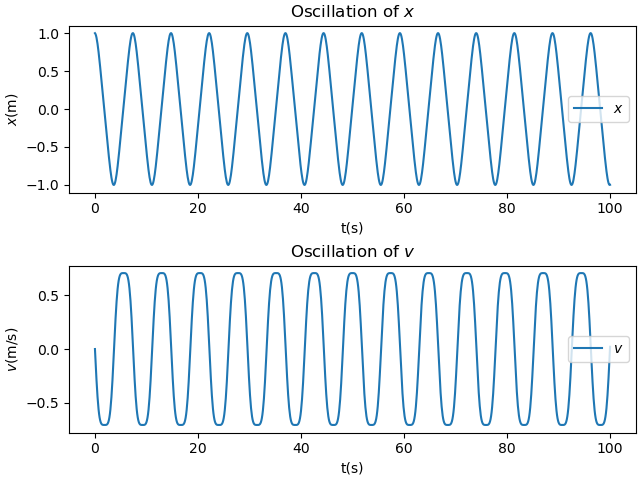 Oscillation of x
1.0
0.5
0.0
−0.5
−1.0
x(m)
x
0 20 40 60 80 100
t(s)
Oscillation of v
0.5
0.0
−0.5
v(m/s)
v
0 20 40 60 80 100
t(s)